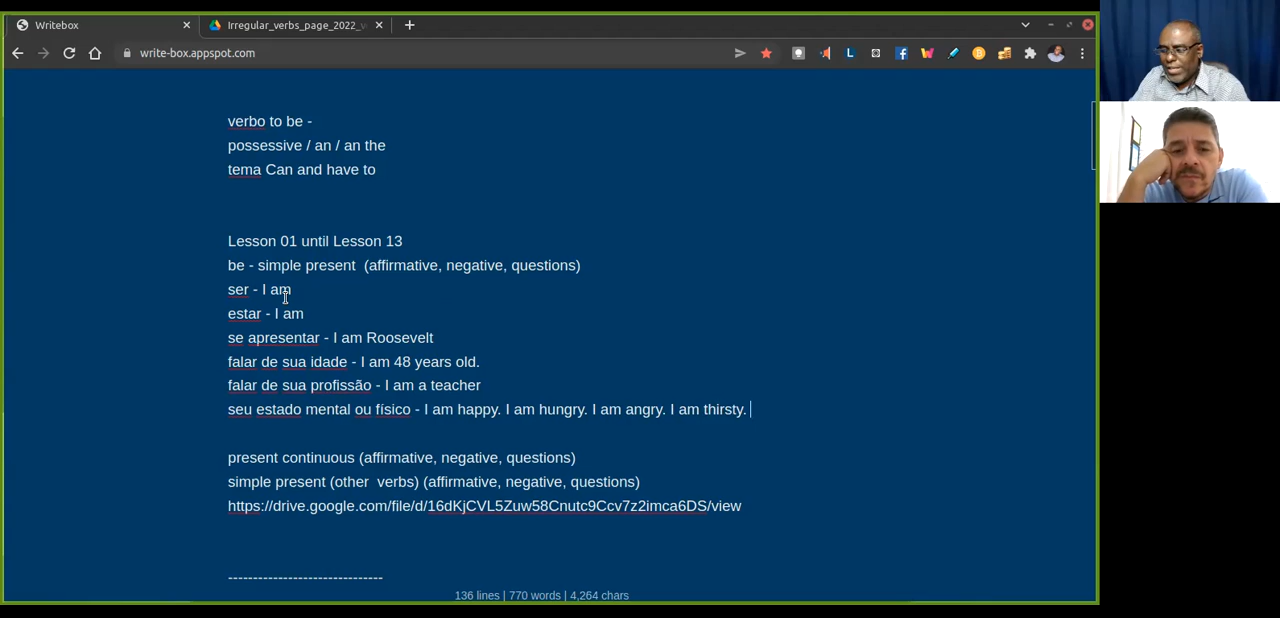 Writebox
Irregular_verbs_page_2022_
write-box.appspot.com
verbo to be -
possessive / an / an the
tema Can and have to
Lesson 01 until Lesson 13
be - simple present  (affirmative, negative, questions)
ser - I am
estar - I am
se apresentar - I am Roosevelt
falar de sua idade - I am 48 years old.
falar de sua profissão - I am a teacher
seu estado mental ou físico - I am happy. I am hungry. I am angry. I am thirsty.
present continuous (affirmative, negative, questions)
simple present (other  verbs) (affirmative, negative, questions)
https://drive.google.com/file/d/16dKjCVL5Zuw58Cnutc9Ccv7z2imca6DS/view
-------------------------------
136 lines | 770 words | 4,264 chars